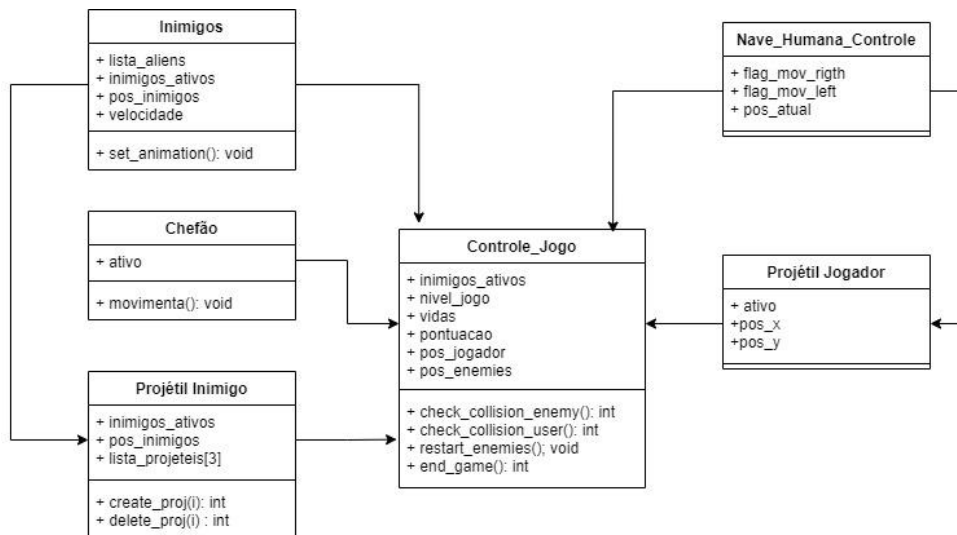 Inimigos
+ lista_aliens
+ inimigos_ativos
+ pos_inimigos
+ velocidade
+ set_animation(): void
Nave_Humana_Controle
+ flag_mov_rigth
+ flag_mov_left
+ pos_atual
Chefão
+ ativo
+ movimenta(): void
Controle_Jogo
+ inimigos_ativos
+ nivel_jogo
+ vidas
+ pontuacao
+ pos_jogador
+ pos_enemies
+ check_collision_enemy(): int
+ check_collision_user(): int
+ restart_enemies(); void
+ end_game(): int
Projétil Jogador
+ ativo
+pos_x
+pos_y
Projétil Inimigo
+ inimigos_ativos
+ pos_inimigos
+ lista_projeteis[3]
+ create_proj(i): int
+ delete_proj(i) : int